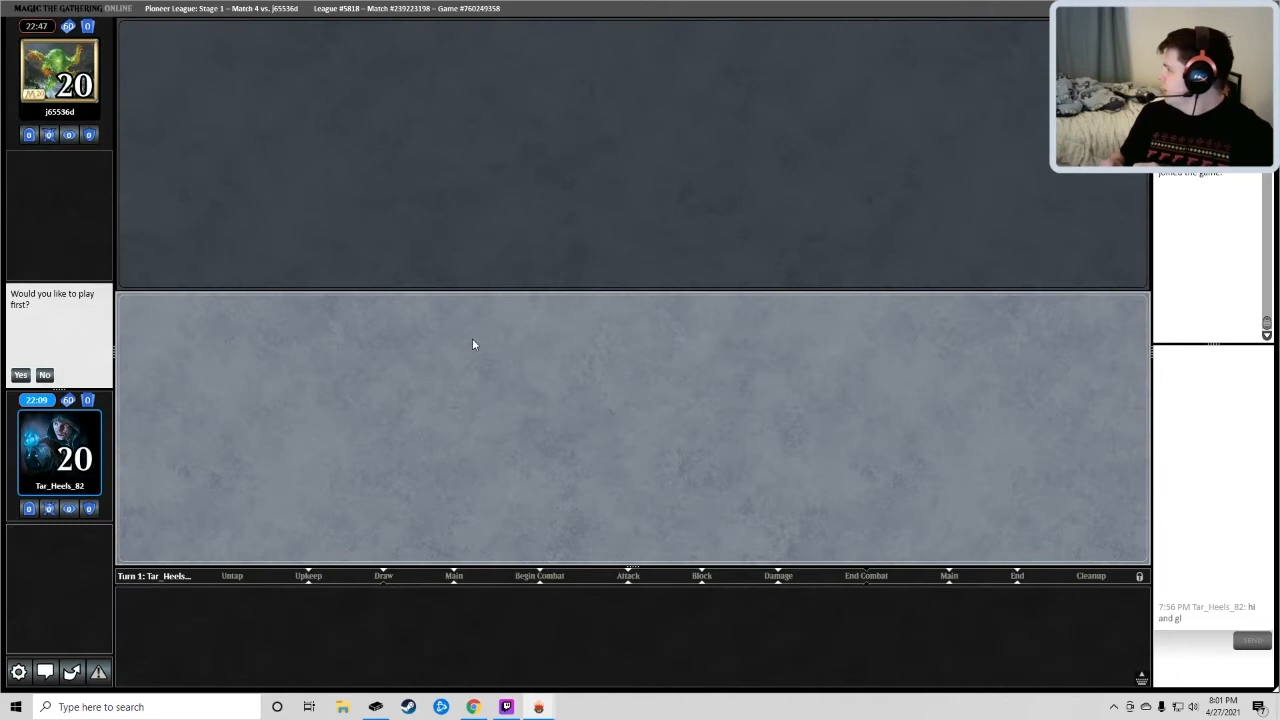 MAGIC THE GATHERING ONLINE Pioneer League: Stage 1 – Match 4 vs. j65536d League #5818 – Match #239223198 – Game #760249358
22:47 60 0
20
j65536d
0 0 0 0
joined the game.
Would you like to play
first?
Yes No
22:09 60 0
20
Tar_Heels_82
0 0 0 0
Turn 1: Tar_Heels... Untap Upkeep Draw Main Begin Combat Attack Block Damage End Combat Main End Cleanup
7:56 PM Tar_Heels_82: hi
and gl
SEND
Type here to search
8:01 PM
4/27/2021
7